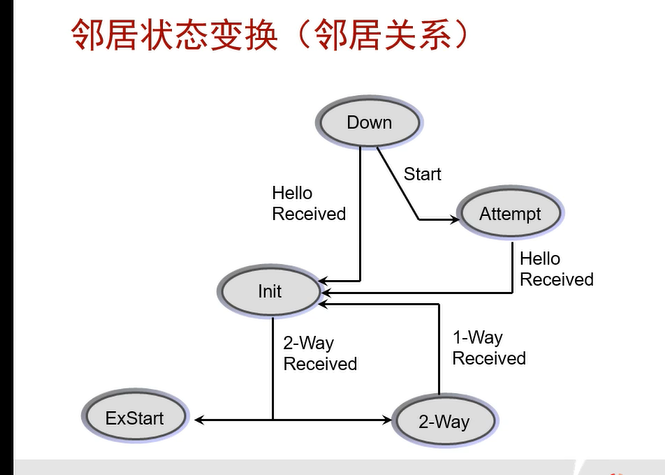 邻居状态变换（邻居关系）
Down
Start
Hello
Received
Attempt
Hello
Received
Init
2-Way
Received
1-Way
Received
ExStart
2-Way